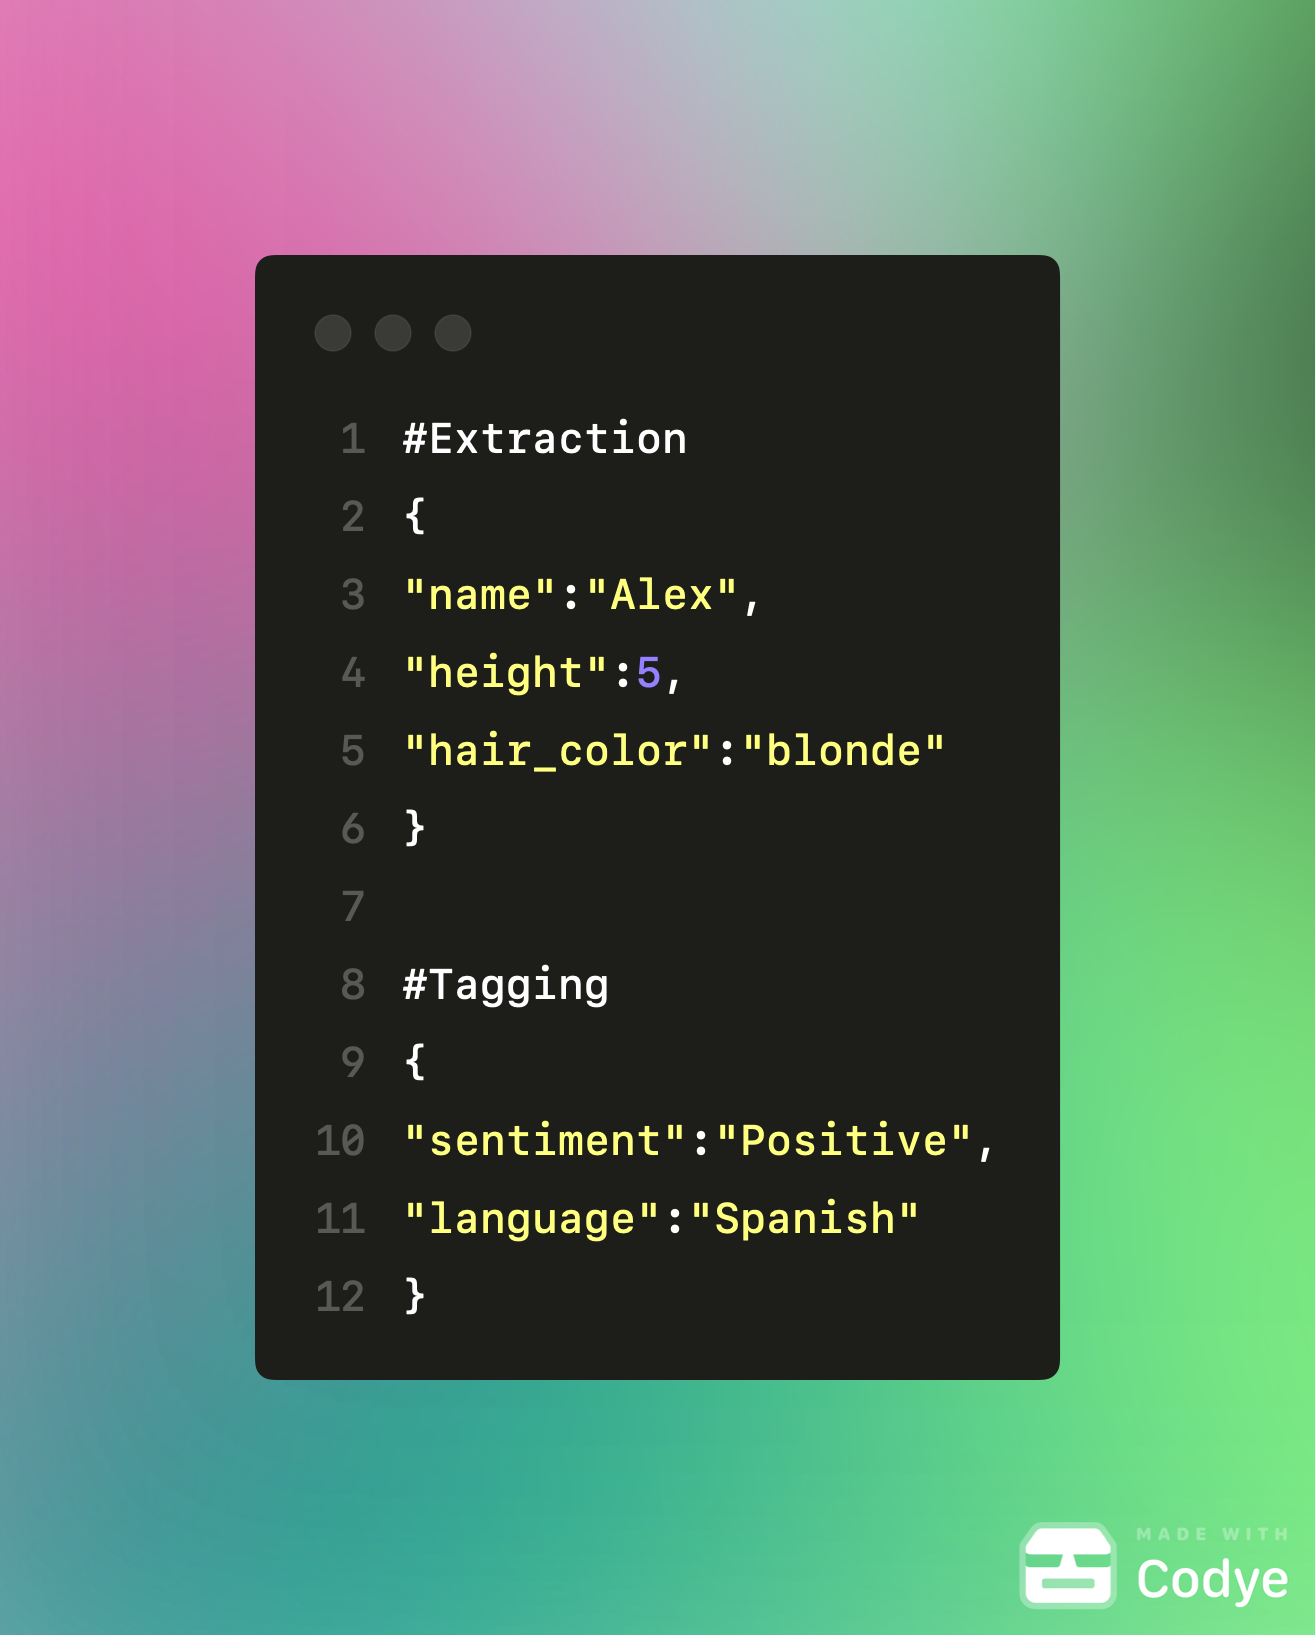 1 #Extraction
2 {
3 "name":"Alex",
4 "height":5,
5 "hair_color":"blonde"
6 }
7
8 #Tagging
9 {
10 "sentiment":"Positive",
11 "language":"Spanish"
12 }
MADE WITH
Codye